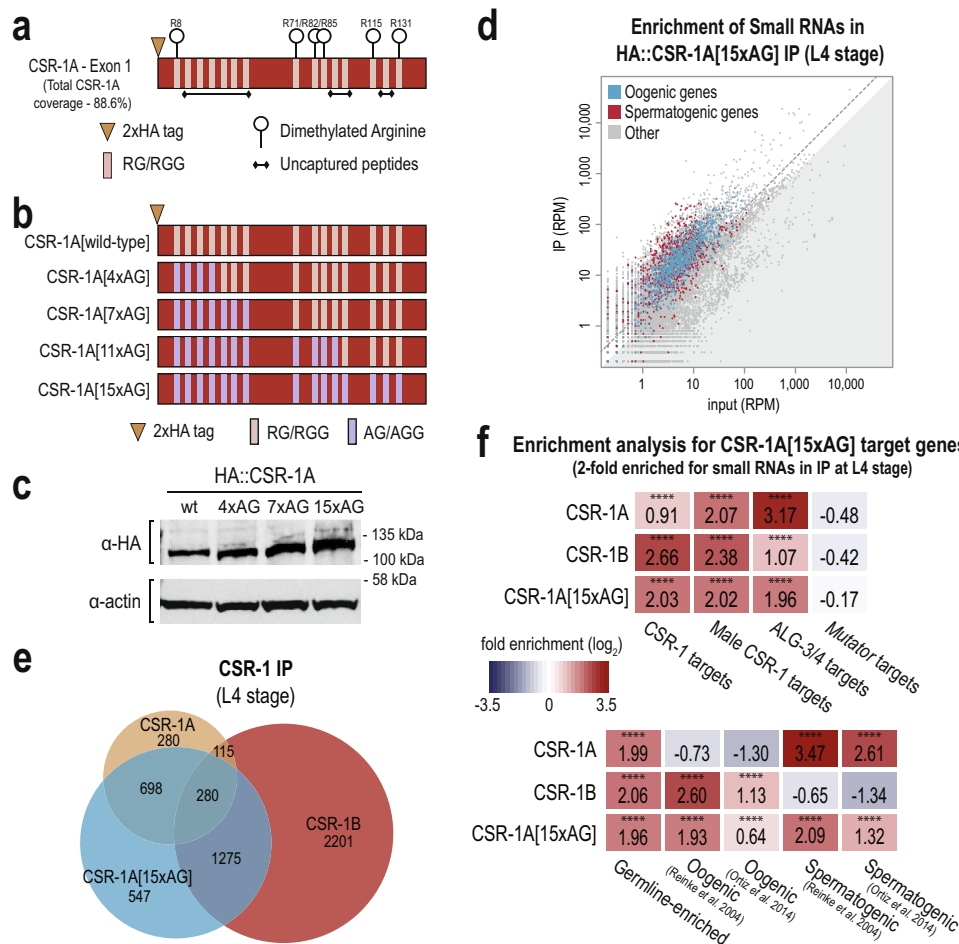 a
R8
R71/R82/R85
R115
R131
CSR-1A - Exon 1
(Total CSR-1A
coverage - 88.6%)
2xHA tag
Dimethylated Arginine
RG/RGG
Uncaptured peptides
b
CSR-1A[wild-type]
CSR-1A[4xAG]
CSR-1A[7xAG]
CSR-1A[11xAG]
CSR-1A[15xAG]
2xHA tag
RG/RGG
AG/AGG
c
HA::CSR-1A
wt 4xAG 7xAG 15xAG
α-HA
- 135 kDa
- 100 kDa
- 58 kDa
α-actin
d
Enrichment of Small RNAs in
HA::CSR-1A[15xAG] IP (L4 stage)
Oogenic genes
Spermatogenic genes
Other
IP (RPM)
10,000
1,000
100
10
1
1 10 100 1,000 10,000
input (RPM)
e
CSR-1 IP
(L4 stage)
CSR-1A
280
115
698
280
CSR-1B
2201
1275
CSR-1A[15xAG]
547
f
Enrichment analysis for CSR-1A[15xAG] target genes
(2-fold enriched for small RNAs in IP at L4 stage)
**** **** ****
CSR-1A 0.91 2.07 3.17 -0.48
**** **** ****
CSR-1B 2.66 2.38 1.07 -0.42
**** **** ****
CSR-1A[15xAG] 2.03 2.02 1.96 -0.17
CSR-1 targets
Male CSR-1 targets
ALG-3/4 targets
Mutator targets
fold enrichment (log2)
-3.5 0 3.5
**** **** ****
CSR-1A 1.99 -0.73 -1.30 3.47 2.61
**** **** ****
CSR-1B 2.06 2.60 1.13 -0.65 -1.34
**** **** **** **** ****
CSR-1A[15xAG] 1.96 1.93 0.64 2.09 1.32
Germline-enriched
Oogenic
(Reinke et al. 2004)
Oogenic
(Ortiz et al. 2014)
Spermatogenic
(Reinke et al. 2004)
Spermatogenic
(Ortiz et al. 2014)